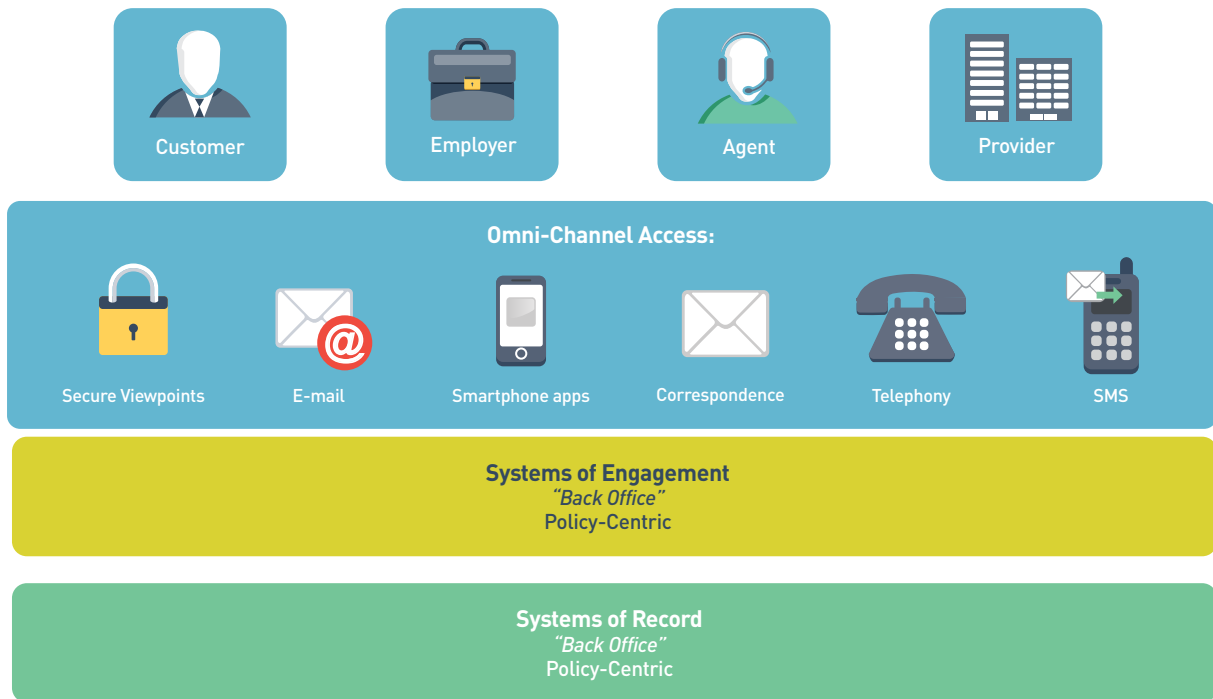 Customer
Employer
Agent
Provider
Omni-Channel Access:
@
Secure Viewpoints
E-mail
Smartphone apps
Correspondence
Telephony
SMS
Systems of Engagement
“Back Office”
Policy-Centric
Systems of Record
“Back Office”
Policy-Centric